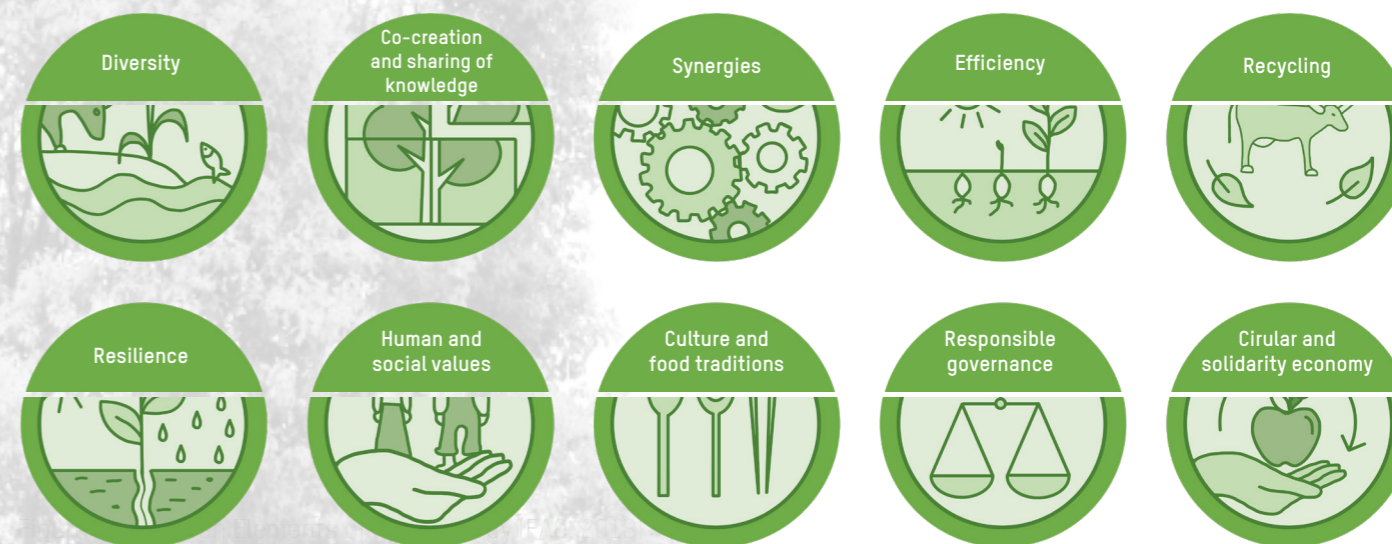 Diversity
Co-creation
and sharing of
knowledge
Synergies
Efficiency
Recycling
Resilience
Human and
social values
Culture and
food traditions
Responsible
governance
Cirular and
solidarity economy